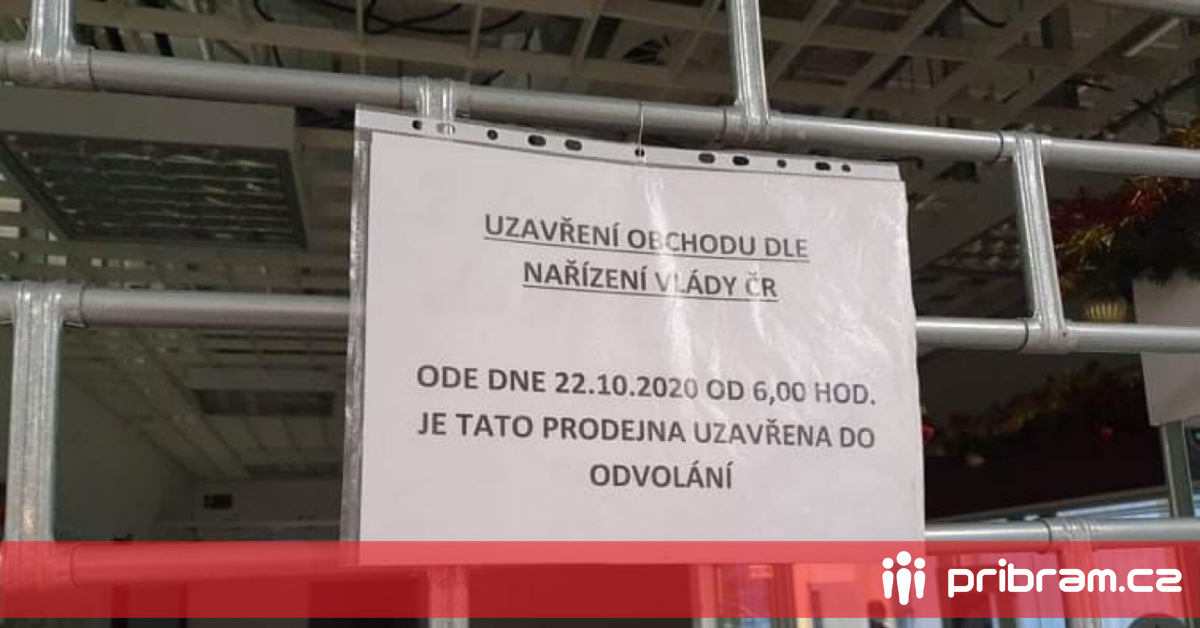 UZAVŘENÍ OBCHODU DLE
NAŘÍZENÍ VLÁDY ČR
ODE DNE 22.10.2020 OD 6,00 HOD.
JE TATO PRODEJNA UZAVŘENA DO
ODVOLÁNÍ
pribram.cz